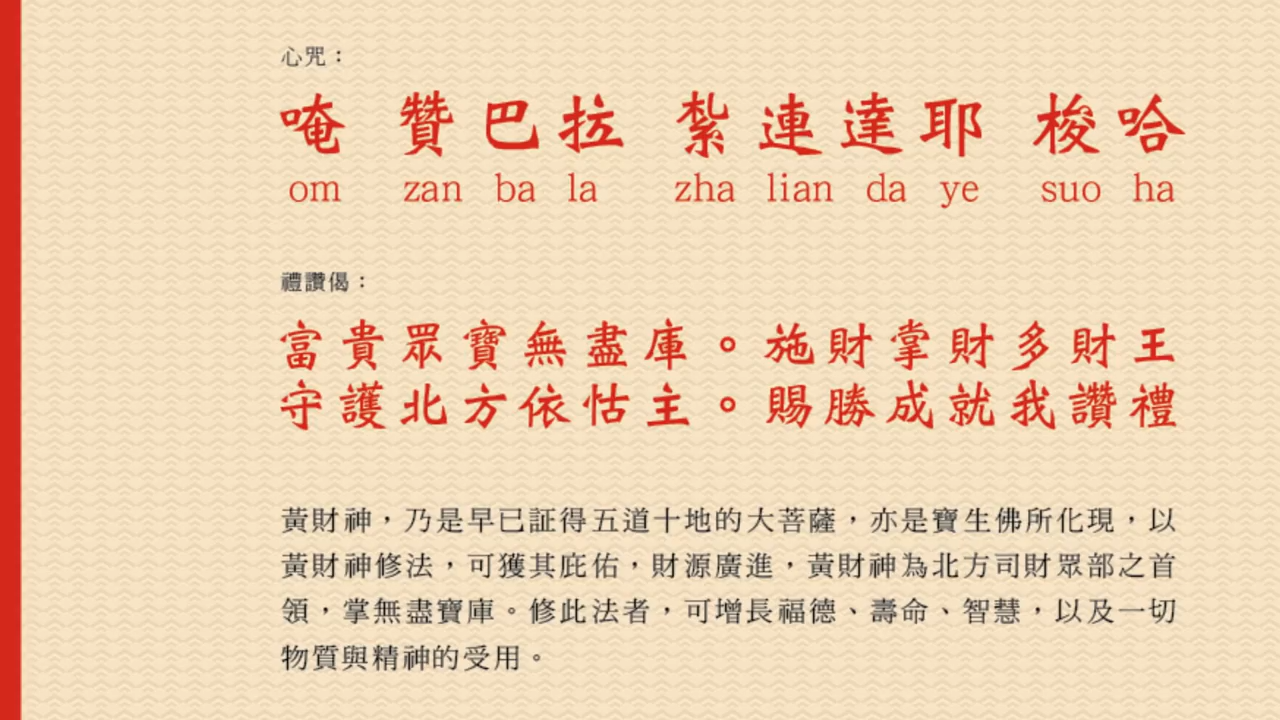 心咒：
唵 贊巴拉 紮連達耶 梭哈
om zan ba la zha lian da ye suo ha
禮讚偈：
富貴眾寶無盡庫。施財掌財多財王
守護北方依怙主。賜勝成就我讚禮
黃財神，乃是早已証得五道十地的大菩薩，亦是寶生佛所化現，以
黃財神修法，可獲其庇佑，財源廣進，黃財神為北方司財眾部之首
領，掌無盡寶庫。修此法者，可增長福德、壽命、智慧，以及一切
物質與精神的受用。